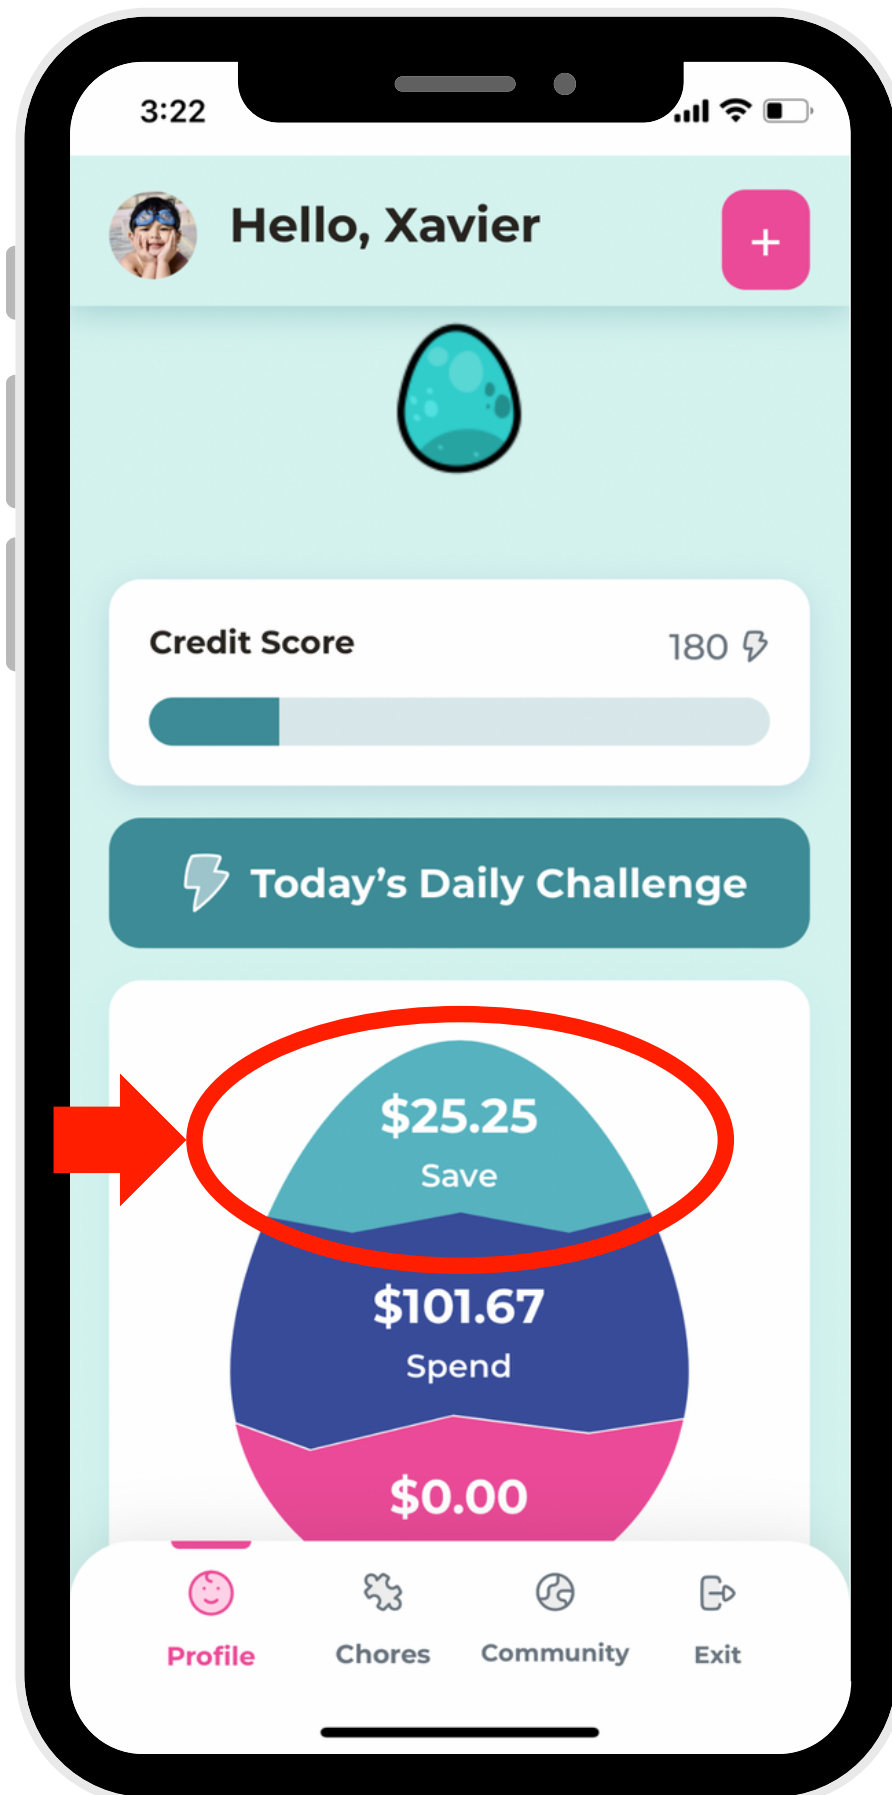 3:22
Hello, Xavier
+
Credit Score
180
Today’s Daily Challenge
$25.25
Save
$101.67
Spend
$0.00
Profile
Chores
Community
Exit